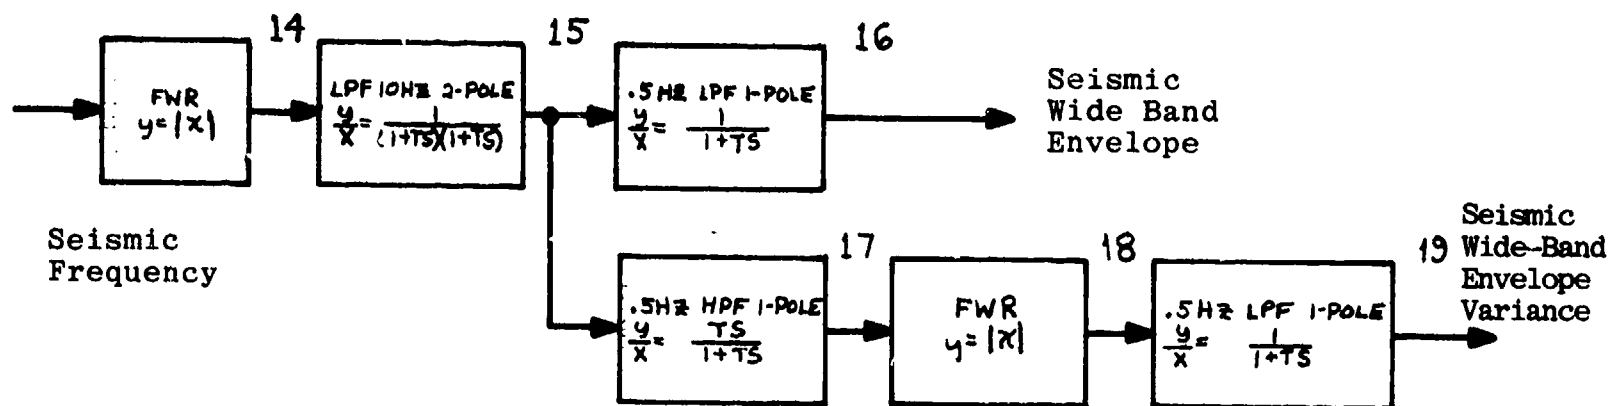 14
15
16
FWR
y=|x|
LPF 10HZ 2-POLE
y/x = 1/((1+TS)(1+TS))
.5HZ LPF 1-POLE
y/x = 1/(1+TS)
Seismic
Wide Band
Envelope
Seismic
Frequency
17
18
19
.5HZ HPF 1-POLE
y/x = TS/(1+TS)
FWR
y=|x|
.5HZ LPF 1-POLE
y/x = 1/(1+TS)
Seismic
Wide-Band
Envelope
Variance